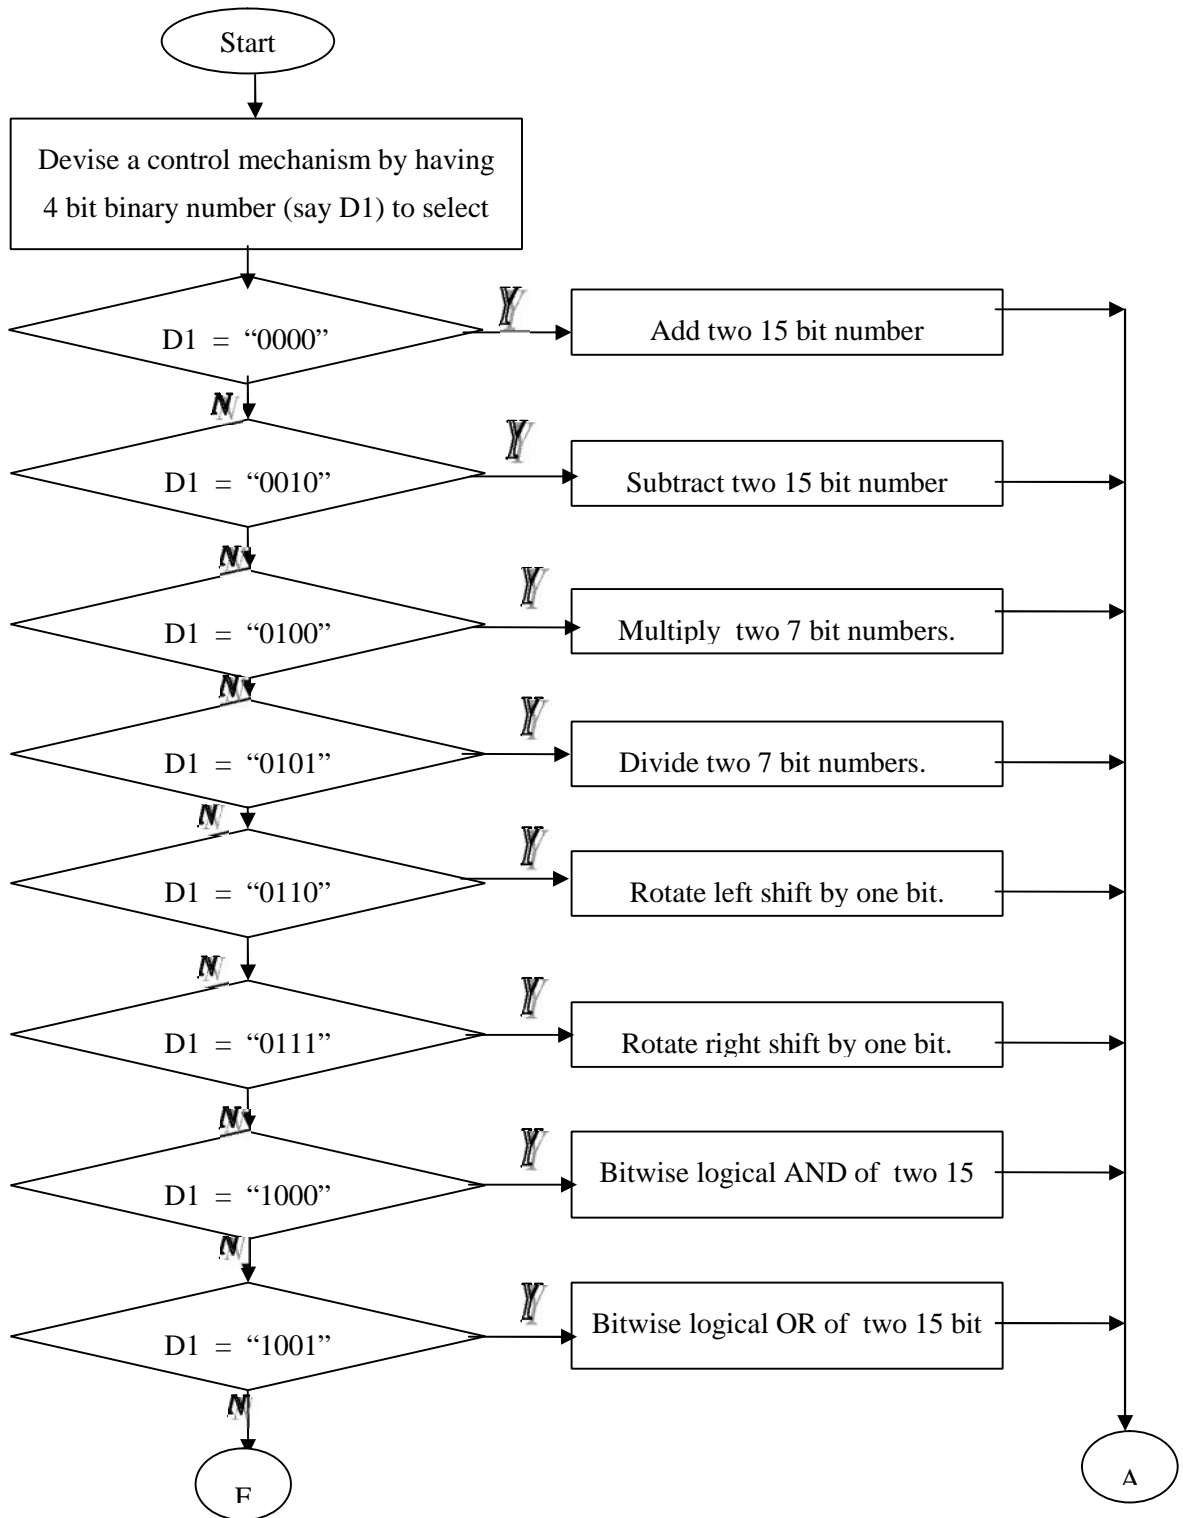 Start
Devise a control mechanism by having
4 bit binary number (say D1) to select
D1 = “0000”
Y
Add two 15 bit number
N
D1 = “0010”
Y
Subtract two 15 bit number
N
D1 = “0100”
Y
Multiply two 7 bit numbers.
N
D1 = “0101”
Y
Divide two 7 bit numbers.
N
D1 = “0110”
Y
Rotate left shift by one bit.
N
D1 = “0111”
Y
Rotate right shift by one bit.
N
D1 = “1000”
Y
Bitwise logical AND of two 15
N
D1 = “1001”
Y
Bitwise logical OR of two 15 bit
N
A